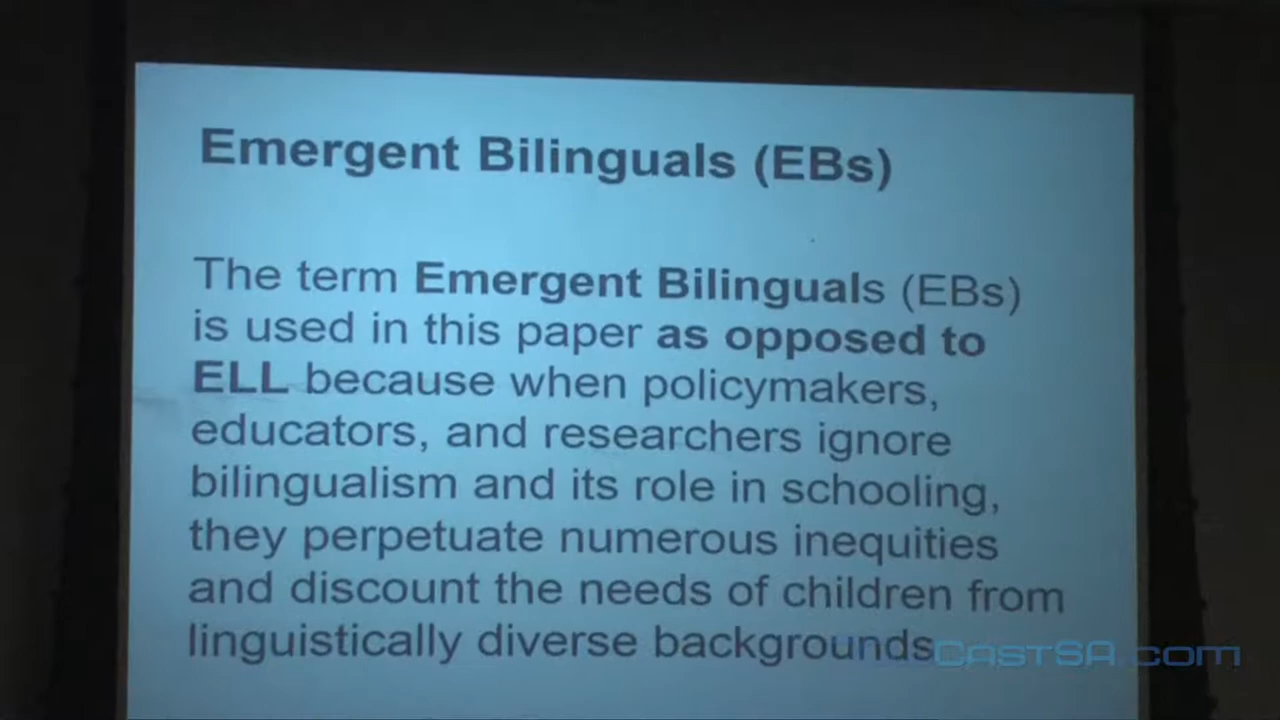 Emergent Bilinguals (EBs)
The term Emergent Bilinguals (EBs)
is used in this paper as opposed to
ELL because when policymakers,
educators, and researchers ignore
bilingualism and its role in schooling,
they perpetuate numerous inequities
and discount the needs of children from
linguistically diverse backgrounds
CastSA.com